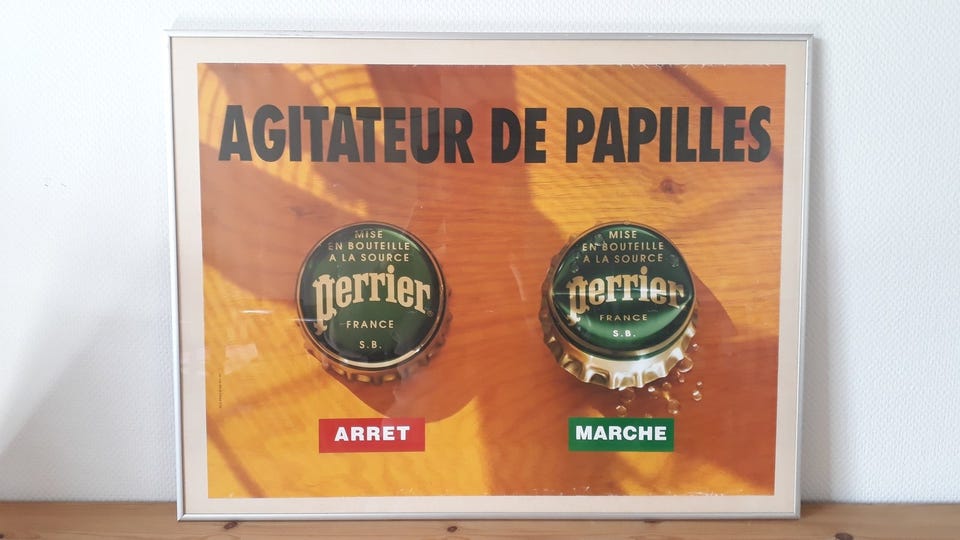 AGITATEUR DE PAPILLES
MISE
EN BOUTEILLE
A LA SOURCE
perrier
FRANCE
S.B.
MISE
EN BOUTEILLE
A LA SOURCE
perrier
FRANCE
S.B.
ARRET
MARCHE